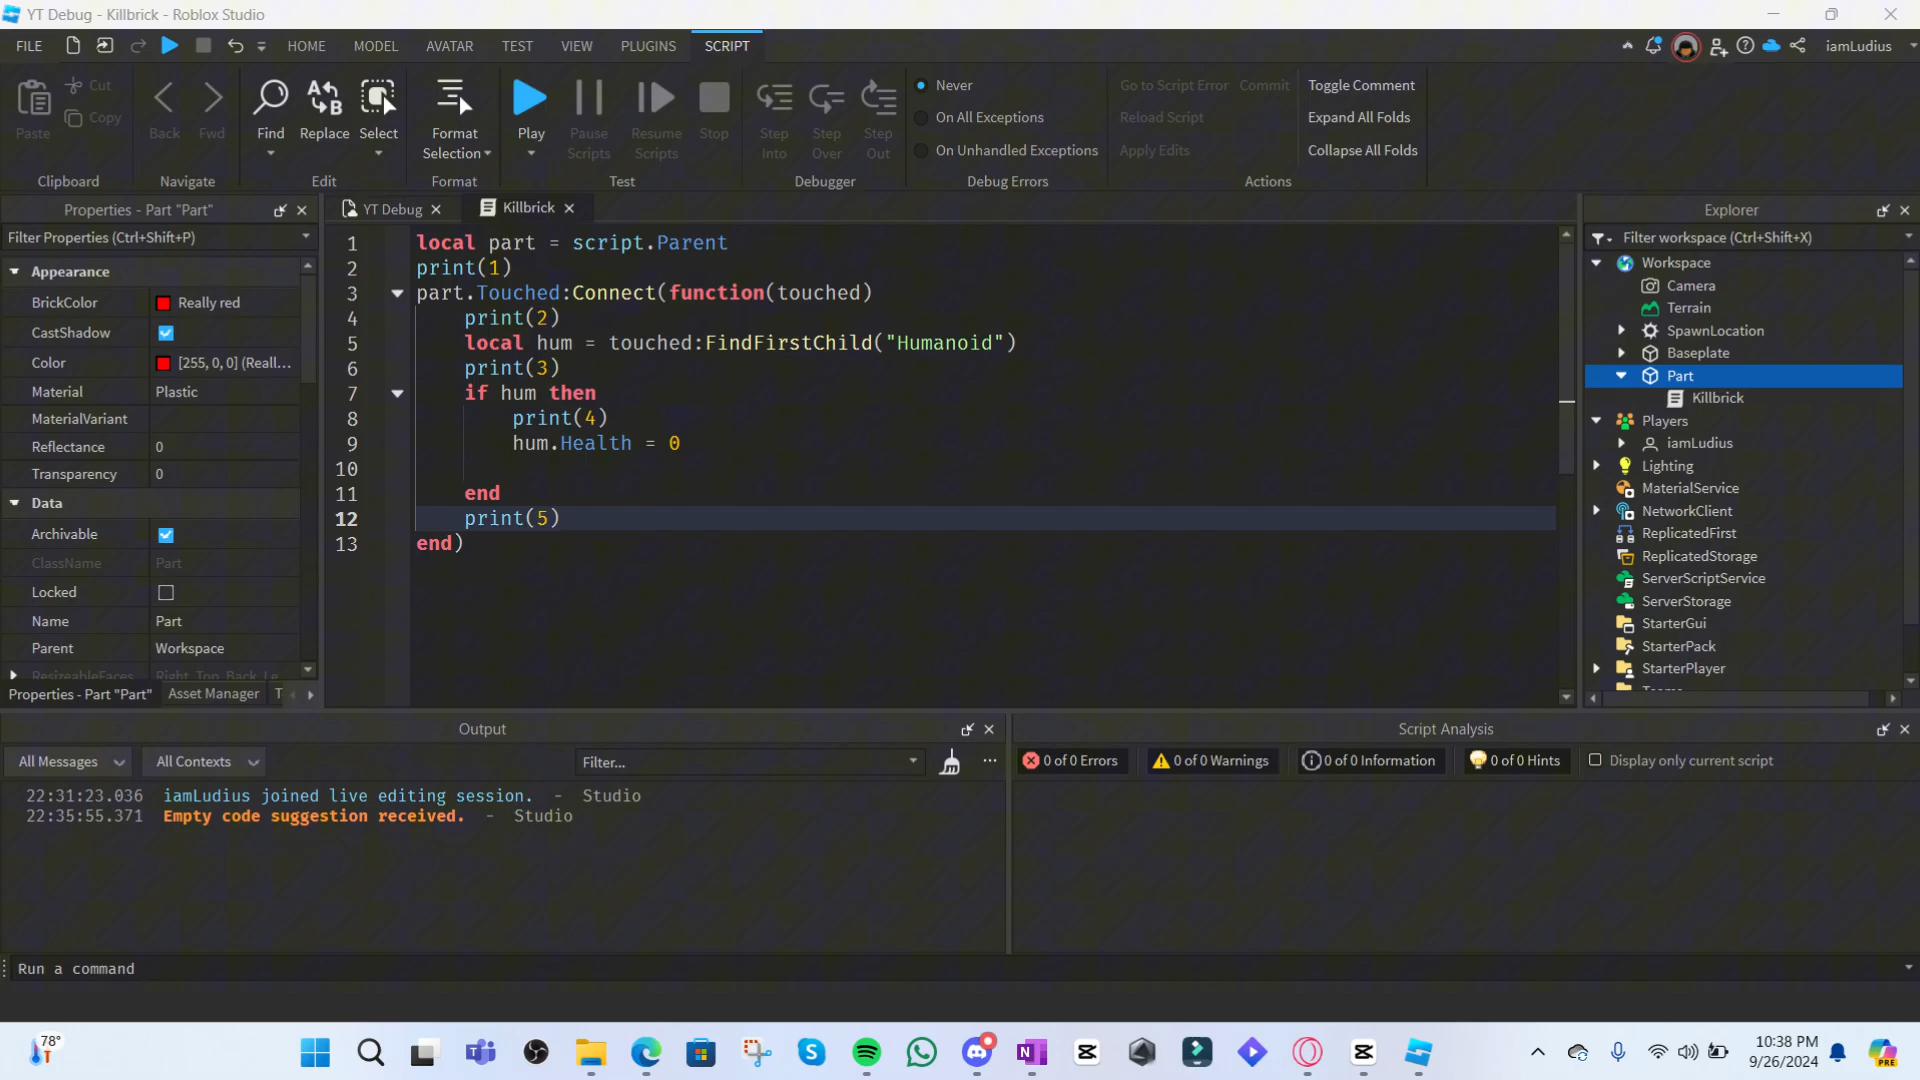 YT Debug - Killbrick - Roblox Studio
FILE HOME MODEL AVATAR TEST VIEW PLUGINS SCRIPT iamLudius
Paste Cut Copy Back Fwd Find Replace Select Format Selection Play Pause Scripts Resume Scripts Stop Step Into Step Over Step Out
Never Go to Script Error Commit Toggle Comment
On All Exceptions Reload Script Expand All Folds
On Unhandled Exceptions Apply Edits Collapse All Folds
Clipboard Navigate Edit Format Test Debugger Debug Errors Actions
Properties - Part "Part"
Filter Properties (Ctrl+Shift+P)
Appearance
BrickColor Really red
CastShadow
Color [255, 0, 0] (Reall...
Material Plastic
MaterialVariant
Reflectance 0
Transparency 0
Data
Archivable
ClassName Part
Locked
Name Part
Parent Workspace
Properties - Part "Part" Asset Manager T
YT Debug Killbrick
1 local part = script.Parent
2 print(1)
3 part.Touched:Connect(function(touched)
4 print(2)
5 local hum = touched:FindFirstChild("Humanoid")
6 print(3)
7 if hum then
8 print(4)
9 hum.Health = 0
10
11 end
12 print(5)
13 end)
Explorer
Filter workspace (Ctrl+Shift+X)
Workspace
Camera
Terrain
SpawnLocation
Baseplate
Part
Killbrick
Players
iamLudius
Lighting
MaterialService
NetworkClient
ReplicatedFirst
ReplicatedStorage
ServerScriptService
ServerStorage
StarterGui
StarterPack
StarterPlayer
Output
All Messages All Contexts Filter...
22:31:23.036 iamLudius joined live editing session. - Studio
22:35:55.371 Empty code suggestion received. - Studio
Script Analysis
0 of 0 Errors 0 of 0 Warnings 0 of 0 Information 0 of 0 Hints Display only current script
Run a command
78°
10:38 PM
9/26/2024
PRE